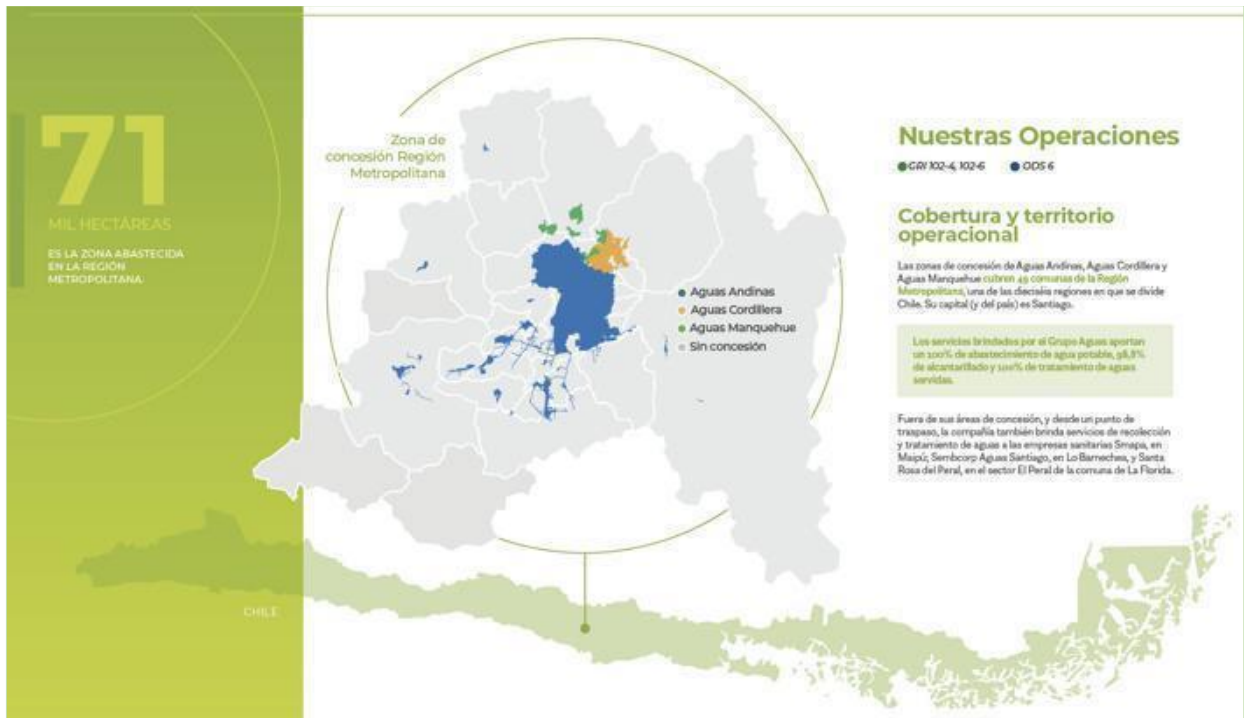 71
MIL HECTÁREAS
ES LA ZONA ABASTECIDA
EN LA REGIÓN
METROPOLITANA.
Zona de
concesión Región
Metropolitana
Aguas Andinas
Aguas Cordillera
Aguas Manquehue
Sin concesión
CHILE
Nuestras Operaciones
GRI 102-4, 102-6 ODS 6
Cobertura y territorio
operacional
Las zonas de concesión de Aguas Andinas, Aguas Cordillera y
Aguas Manquehue cubren 49 comunas de la Región
Metropolitana, una de las dieciséis regiones en que se divide
Chile. Su capital (y del país) es Santiago.
Los servicios brindados por el Grupo Aguas aportan
un 100% de abastecimiento de agua potable, 98,8%
de alcantarillado y 100% de tratamiento de aguas
servidas.
Fuera de sus áreas de concesión, y desde un punto de
traspaso, la compañía también brinda servicios de recolección
y tratamiento de aguas a las empresas sanitarias Smapa, en
Maipú; Sembcorp Aguas Santiago, en Lo Barnechea, y Santa
Rosa del Peral, en el sector El Peral de la comuna de La Florida.